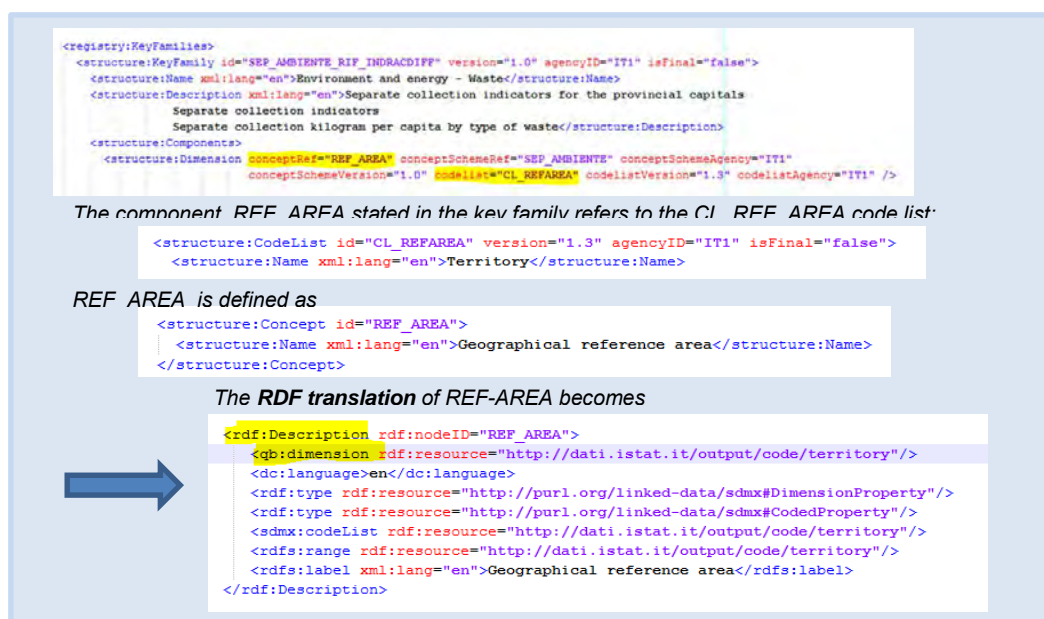 <registry:KeyFamilies>
<structure:KeyFamily id="SEP_AMBIENTE_RIF_INDRACDIFF" version="1.0" agencyID="IT1" isFinal="false">
<structure:Name xml:lang="en">Environment and energy - Waste</structure:Name>
<structure:Description xml:lang="en">Separate collection indicators for the provincial capitals
Separate collection indicators
Separate collection kilogram per capita by type of waste</structure:Description>
<structure:Components>
<structure:Dimension conceptRef="REF_AREA" conceptSchemeRef="SEP_AMBIENTE" conceptSchemeAgency="IT1"
conceptSchemeVersion="1.0" codelist="CL_REFAREA" codelistVersion="1.3" codelistAgency="IT1" />
The component REF_AREA stated in the key family refers to the CL_REF_AREA code list:
<structure:CodeList id="CL_REFAREA" version="1.3" agencyID="IT1" isFinal="false">
<structure:Name xml:lang="en">Territory</structure:Name>
REF_AREA is defined as
<structure:Concept id="REF_AREA">
<structure:Name xml:lang="en">Geographical reference area</structure:Name>
</structure:Concept>
The RDF translation of REF-AREA becomes
<rdf:Description rdf:nodeID="REF_AREA">
<qb:dimension rdf:resource="http://dati.istat.it/output/code/territory"/>
<dc:language>en</dc:language>
<rdf:type rdf:resource="http://purl.org/linked-data/sdmx#DimensionProperty"/>
<rdf:type rdf:resource="http://purl.org/linked-data/sdmx#CodedProperty"/>
<sdmx:codeList rdf:resource="http://dati.istat.it/output/code/territory"/>
<rdfs:range rdf:resource="http://dati.istat.it/output/code/territory"/>
<rdfs:label xml:lang="en">Geographical reference area</rdfs:label>
</rdf:Description>